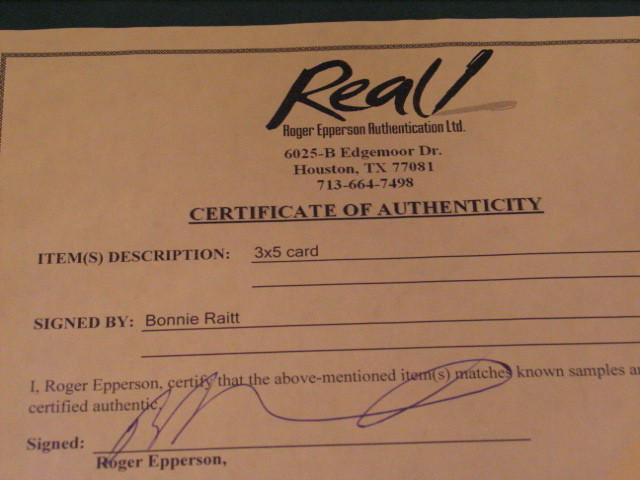 Real
Roger Epperson Authentication Ltd.
6025-B Edgemoor Dr.
Houston, TX 77081
713-664-7498
CERTIFICATE OF AUTHENTICITY
ITEM(S) DESCRIPTION: 3x5 card
SIGNED BY: Bonnie Raitt
I, Roger Epperson, certify that the above-mentioned item(s) matches known samples
certified authentic.
Signed:
Roger Epperson,